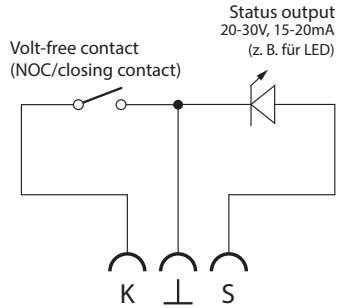 Status output
20-30V, 15-20mA
(z. B. für LED)
Volt-free contact
(NOC/closing contact)
K ⊥ S